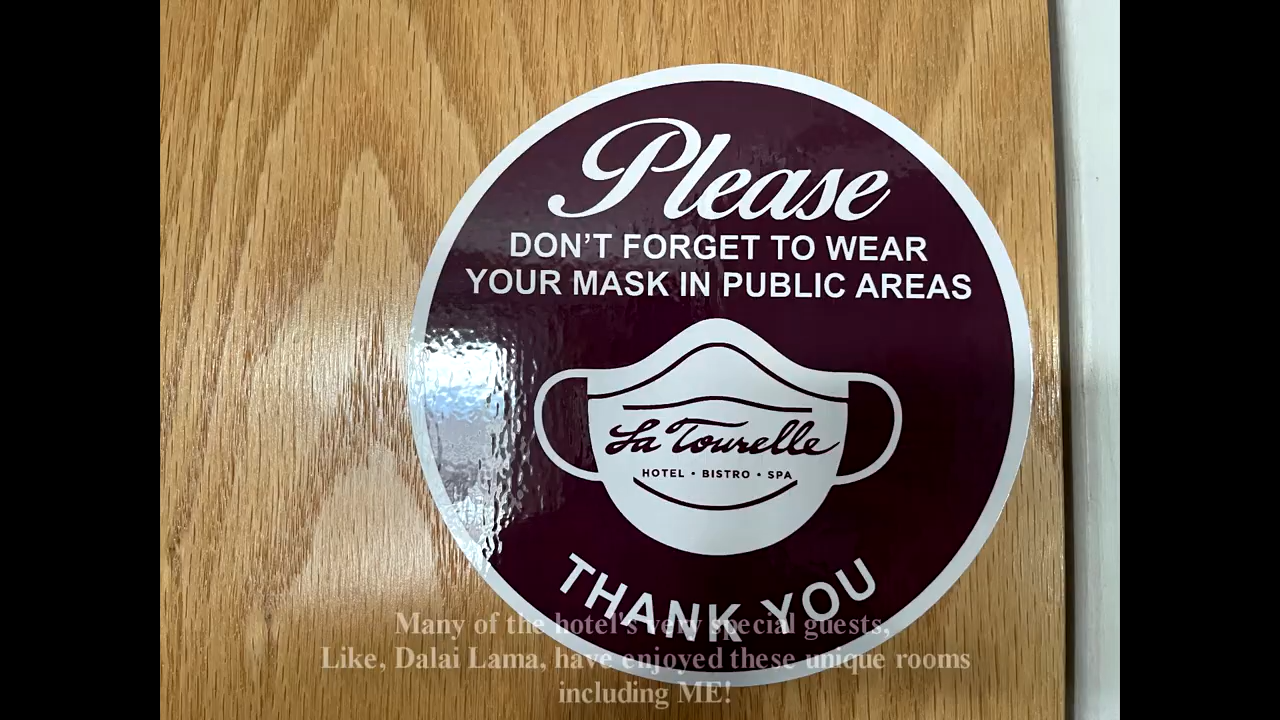 Please
DON'T FORGET TO WEAR
YOUR MASK IN PUBLIC AREAS
La Tourelle
HOTEL • BISTRO • SPA
THANK YOU
Many of the hotel's very special guests,
Like, Dalai Lama, have enjoyed these unique rooms
including ME!